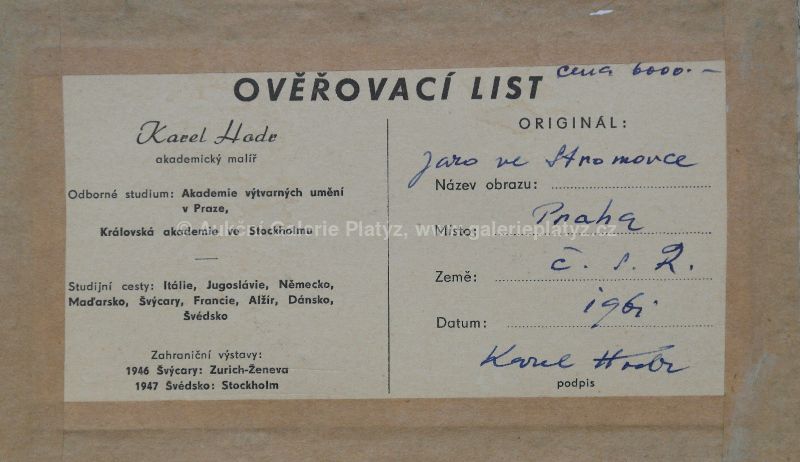 OVĚŘOVACÍ LIST
cena 6000.–
Karel Hodr
akademický malíř
Odborné studium: Akademie výtvarných umění
v Praze,
Královská akademie ve Stockholmu
Studijní cesty: Itálie, Jugoslávie, Německo,
Maďarsko, Švýcary, Francie, Alžír, Dánsko,
Švédsko
Zahraniční výstavy:
1946 Švýcary: Zurich-Ženeva
1947 Švédsko: Stockholm
ORIGINÁL:
Jaro ve Stromovce
Název obrazu:
Místo: Praha
Země: Č. S. R.
Datum: 1961
Karel Hodr
podpis
© Aukční Galerie Platýz, www.galerieplatyz.cz